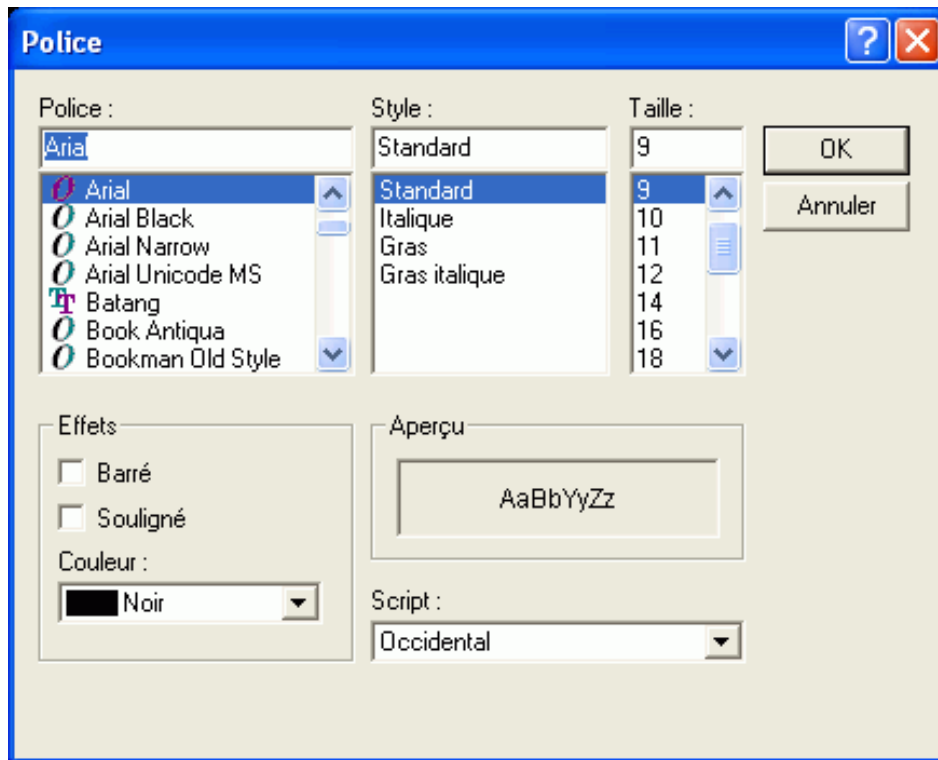 Police
Police :
Style :
Taille :
Arial
Standard
9
OK
Annuler
Arial
Arial Black
Arial Narrow
Arial Unicode MS
Batang
Book Antiqua
Bookman Old Style
Standard
Italique
Gras
Gras italique
9
10
11
12
14
16
18
Effets
Barré
Souligné
Couleur :
Noir
Aperçu
AaBbYyZz
Script :
Occidental